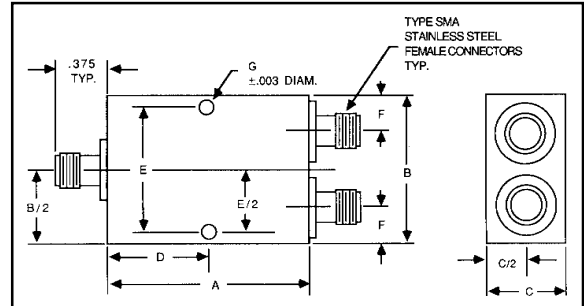 TYPE SMA
STAINLESS STEEL
FEMALE CONNECTORS
TYP.
.375
TYP.
G
±.003 DIAM.
F
E
B
B/2
E/2
F
D
A
C/2
C